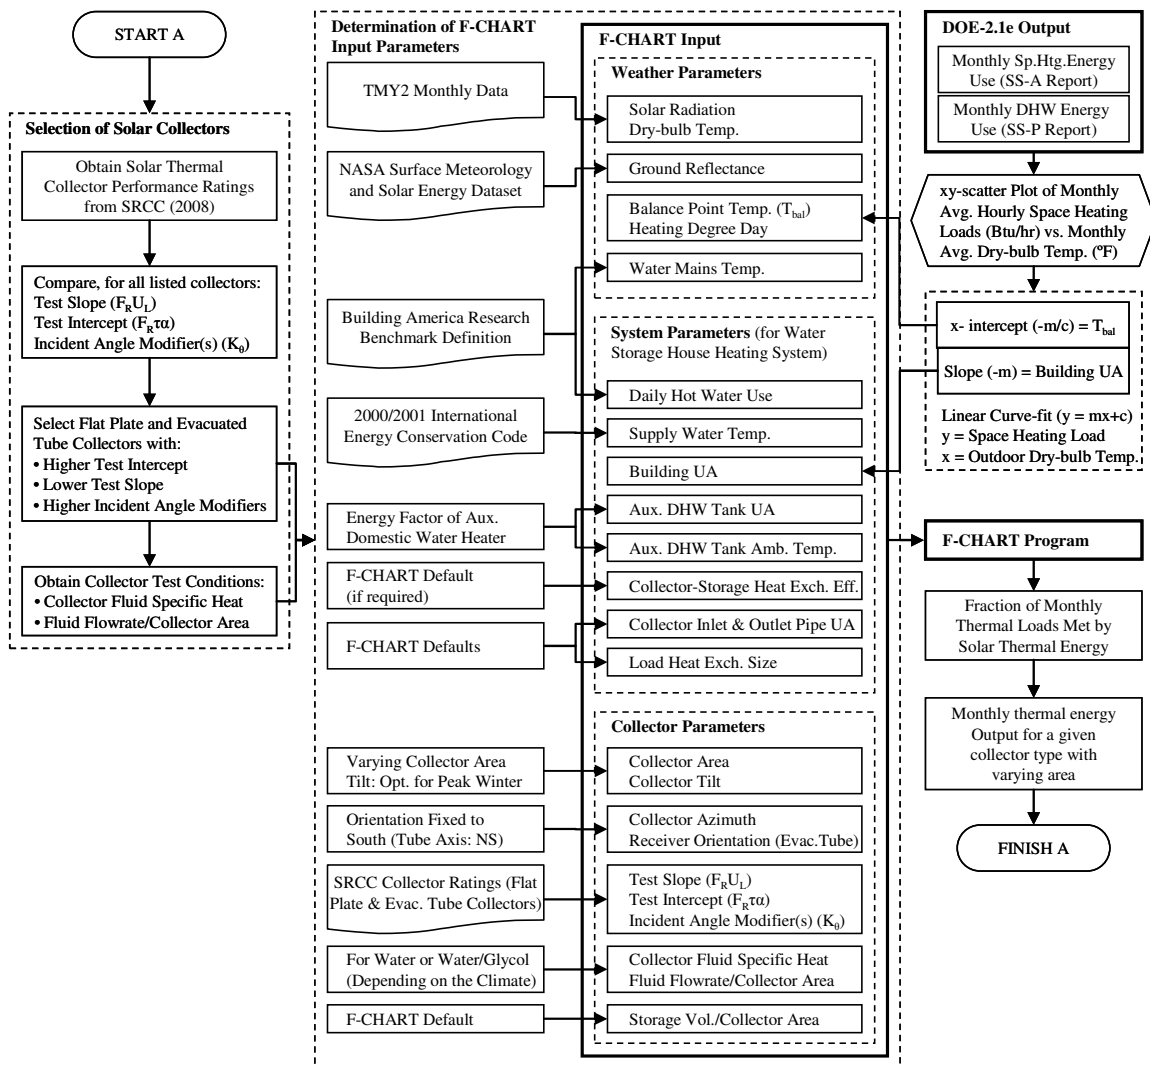 START A
Selection of Solar Collectors
Obtain Solar Thermal
Collector Performance Ratings
from SRCC (2008)
Compare, for all listed collectors:
Test Slope (FRUL)
Test Intercept (FRτα)
Incident Angle Modifier(s) (Kθ)
Select Flat Plate and Evacuated
Tube Collectors with:
• Higher Test Intercept
• Lower Test Slope
• Higher Incident Angle Modifiers
Obtain Collector Test Conditions:
• Collector Fluid Specific Heat
• Fluid Flowrate/Collector Area
Determination of F-CHART
Input Parameters
TMY2 Monthly Data
NASA Surface Meteorology
and Solar Energy Dataset
Building America Research
Benchmark Definition
2000/2001 International
Energy Conservation Code
Energy Factor of Aux.
Domestic Water Heater
F-CHART Default
(if required)
F-CHART Defaults
Varying Collector Area
Tilt: Opt. for Peak Winter
Orientation Fixed to
South (Tube Axis: NS)
SRCC Collector Ratings (Flat
Plate & Evac. Tube Collectors)
For Water or Water/Glycol
(Depending on the Climate)
F-CHART Default
F-CHART Input
Weather Parameters
Solar Radiation
Dry-bulb Temp.
Ground Reflectance
Balance Point Temp. (Tbal)
Heating Degree Day
Water Mains Temp.
System Parameters (for Water
Storage House Heating System)
Daily Hot Water Use
Supply Water Temp.
Building UA
Aux. DHW Tank UA
Aux. DHW Tank Amb. Temp.
Collector-Storage Heat Exch. Eff.
Collector Inlet & Outlet Pipe UA
Load Heat Exch. Size
Collector Parameters
Collector Area
Collector Tilt
Collector Azimuth
Receiver Orientation (Evac.Tube)
Test Slope (FRUL)
Test Intercept (FRτα)
Incident Angle Modifier(s) (Kθ)
Collector Fluid Specific Heat
Fluid Flowrate/Collector Area
Storage Vol./Collector Area
DOE-2.1e Output
Monthly Sp.Htg.Energy
Use (SS-A Report)
Monthly DHW Energy
Use (SS-P Report)
xy-scatter Plot of Monthly
Avg. Hourly Space Heating
Loads (Btu/hr) vs. Monthly
Avg. Dry-bulb Temp. (ºF)
x- intercept (-m/c) = Tbal
Slope (-m) = Building UA
Linear Curve-fit (y = mx+c)
y = Space Heating Load
x = Outdoor Dry-bulb Temp.
F-CHART Program
Fraction of Monthly
Thermal Loads Met by
Solar Thermal Energy
Monthly thermal energy
Output for a given
collector type with
varying area
FINISH A